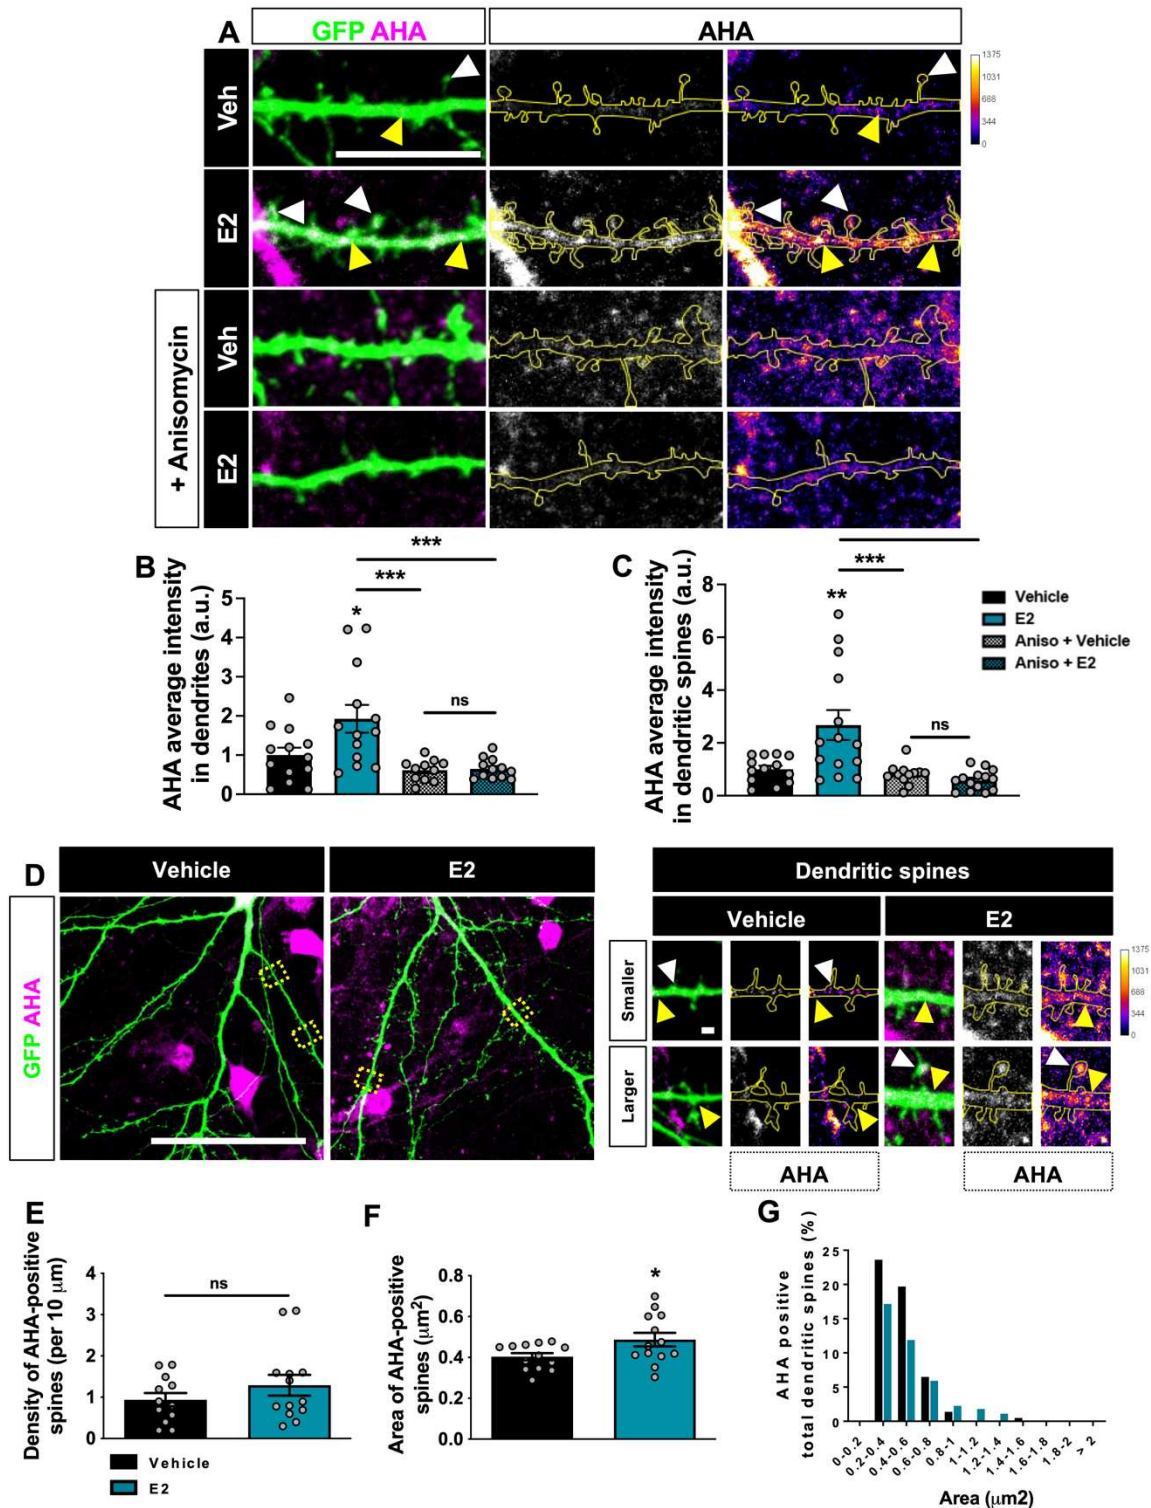 A
GFP AHA
AHA
Veh
E2
+ Anisomycin
Veh
E2
1375
1031
688
344
0
B
AHA average intensity
in dendrites (a.u.)
5
4
3
2
1
0
*
***
***
ns
C
AHA average intensity
in dendritic spines (a.u.)
8
6
4
2
0
**
***
ns
Vehicle
E2
Aniso + Vehicle
Aniso + E2
D
Vehicle
E2
GFP AHA
Dendritic spines
Vehicle
E2
Smaller
Larger
1375
1031
688
344
0
AHA
AHA
E
Density of AHA-positive
spines (per 10 μm)
4
3
2
1
0
ns
Vehicle
E2
F
Area of AHA-positive
spines (μm²)
0.8
0.6
0.4
0.2
0.0
*
G
AHA positive
total dendritic spines (%)
25
20
15
10
5
0
0-0.2
0.2-0.4
0.4-0.6
0.6-0.8
0.8-1
1-1.2
1.2-1.4
1.4-1.6
1.6-1.8
1.8-2
> 2
Area (μm2)